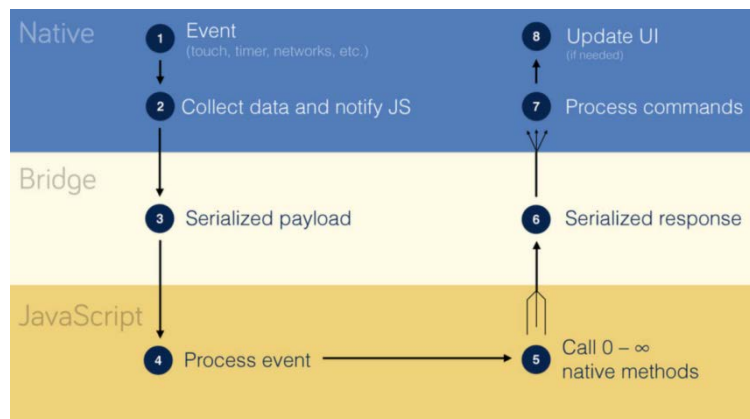 Native
1 Event
(touch, timer, networks, etc.)
2 Collect data and notify JS
8 Update UI
(if needed)
7 Process commands
Bridge
3 Serialized payload
6 Serialized response
JavaScript
4 Process event
5 Call 0 – ∞
native methods